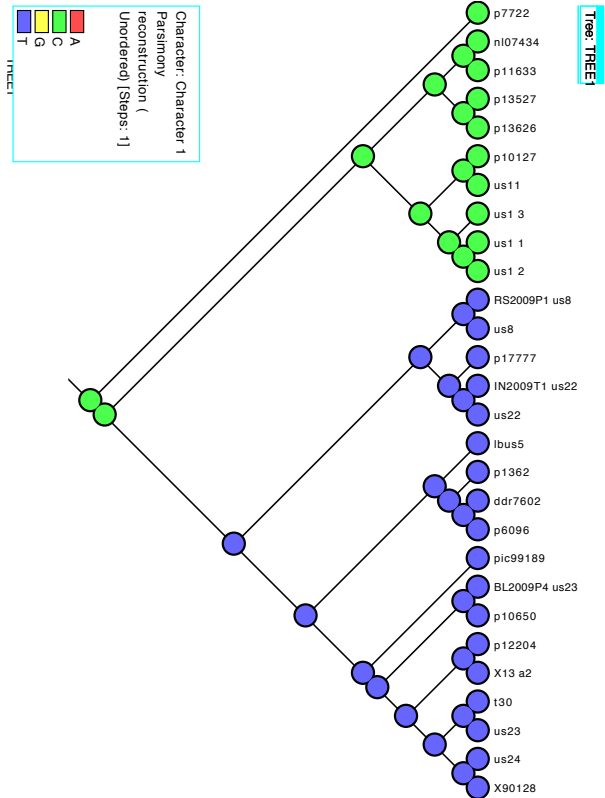 Tree: TREE1
Character: Character 1
Parsimony
reconstruction (
Unordered) [Steps: 1]
A
C
G
T
p7722
nl07434
p11633
p13527
p13626
p10127
us11
us1 3
us1 1
us1 2
RS2009P1 us8
us8
p17777
IN2009T1 us22
us22
lbus5
p1362
ddr7602
p6096
pic99189
BL2009P4 us23
p10650
p12204
X13 a2
t30
us23
us24
X90128